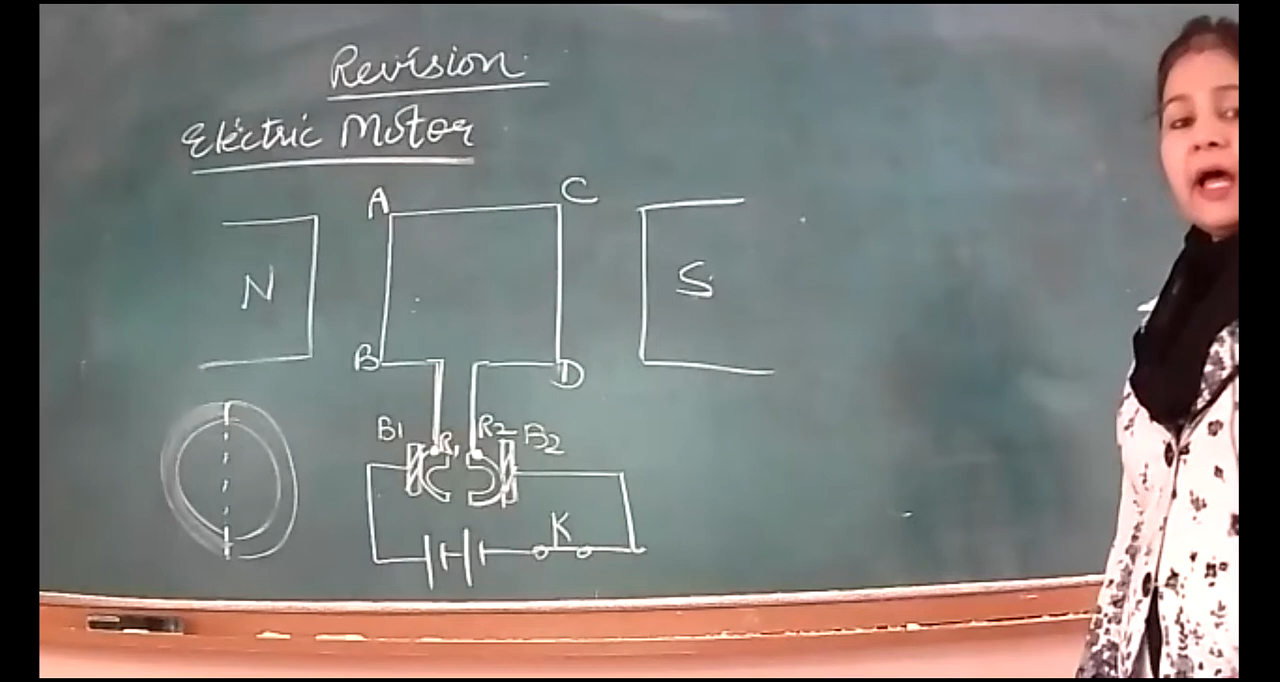 Revision
Electric Motor
A C
N S
B D
B1 R1 R2 B2
K